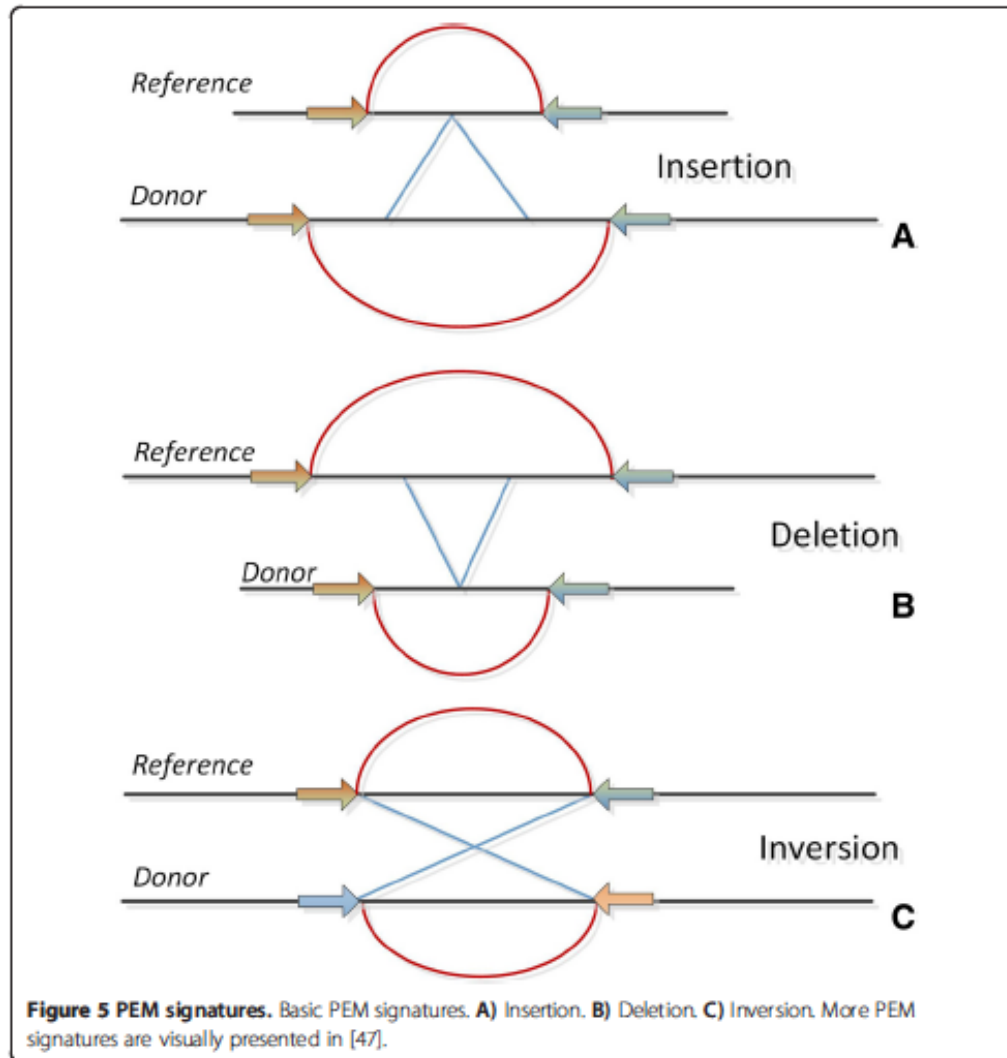 Reference
Insertion
Donor
A
Reference
Deletion
Donor
B
Reference
Inversion
Donor
C
Figure 5 PEM signatures. Basic PEM signatures. A) Insertion. B) Deletion. C) Inversion. More PEM
signatures are visually presented in [47].